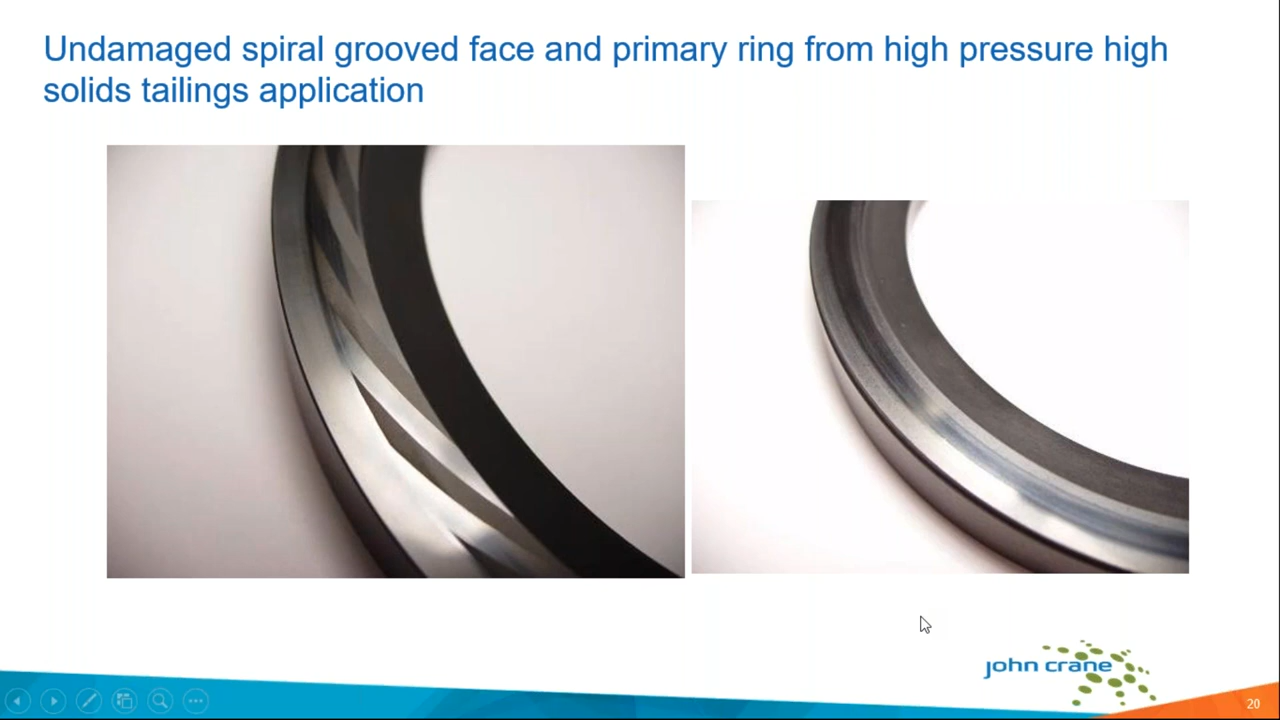 Undamaged spiral grooved face and primary ring from high pressure high
solids tailings application
john crane
20